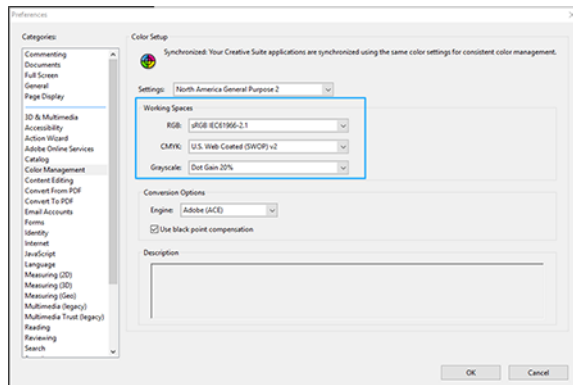 Preferences
Categories:
Commenting
Documents
Full Screen
General
Page Display
3D & Multimedia
Accessibility
Action Wizard
Adobe Online Services
Catalog
Color Management
Content Editing
Convert From PDF
Convert To PDF
Email Accounts
Forms
Identity
Internet
JavaScript
Language
Measuring (2D)
Measuring (3D)
Measuring (Geo)
Multimedia (legacy)
Multimedia Trust (legacy)
Reading
Reviewing
Search
Color Setup
Synchronized: Your Creative Suite applications are synchronized using the same color settings for consistent color management.
Settings: North America General Purpose 2
Working Spaces
RGB: sRGB IEC61966-2.1
CMYK: U.S. Web Coated (SWOP) v2
Grayscale: Dot Gain 20%
Conversion Options
Engine: Adobe (ACE)
Use black point compensation
Description
OK Cancel